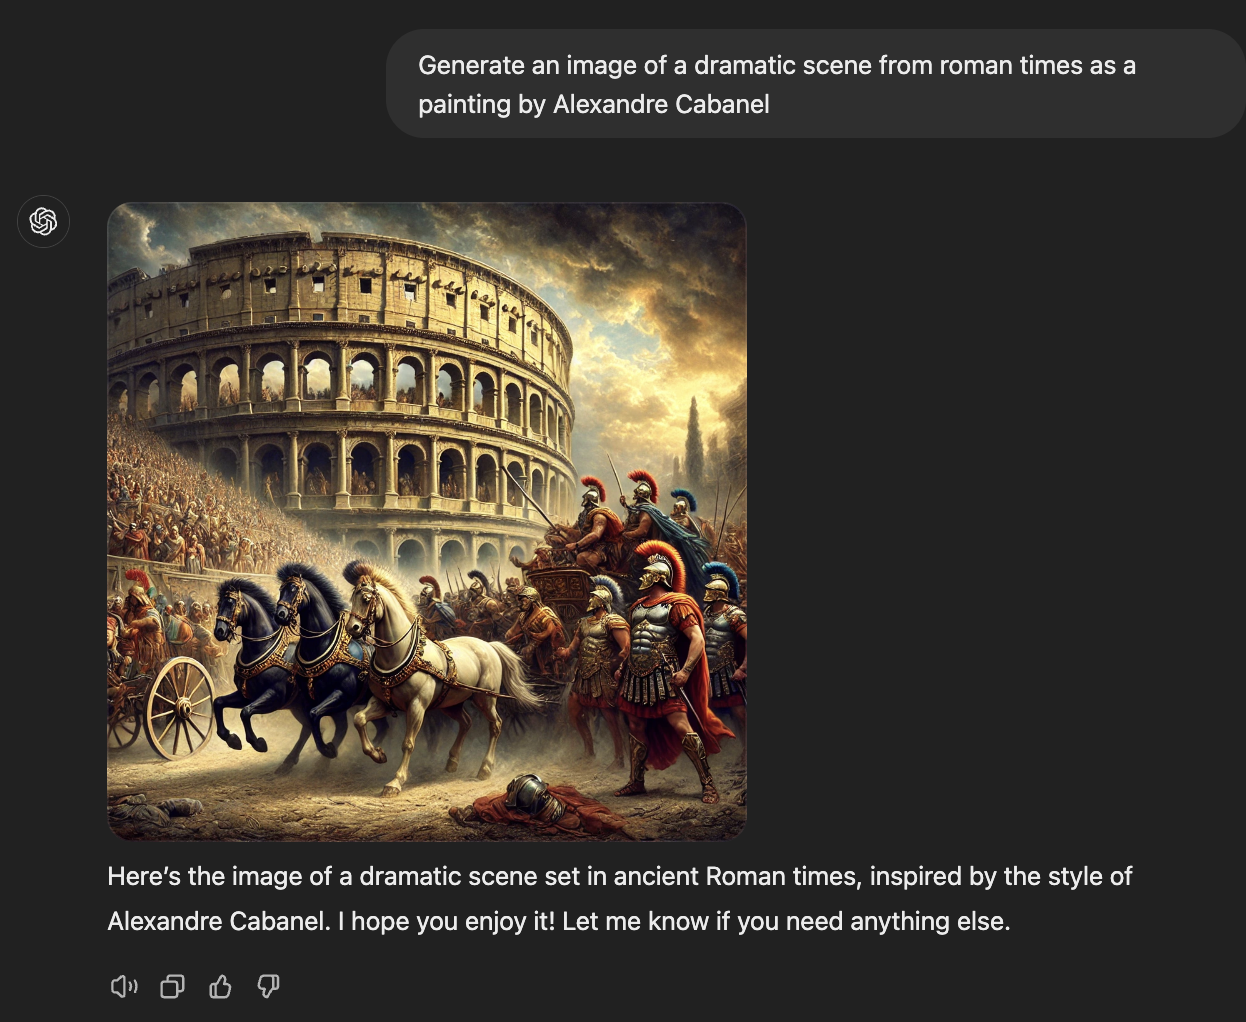 Generate an image of a dramatic scene from roman times as a
painting by Alexandre Cabanel
Here’s the image of a dramatic scene set in ancient Roman times, inspired by the style of
Alexandre Cabanel. I hope you enjoy it! Let me know if you need anything else.